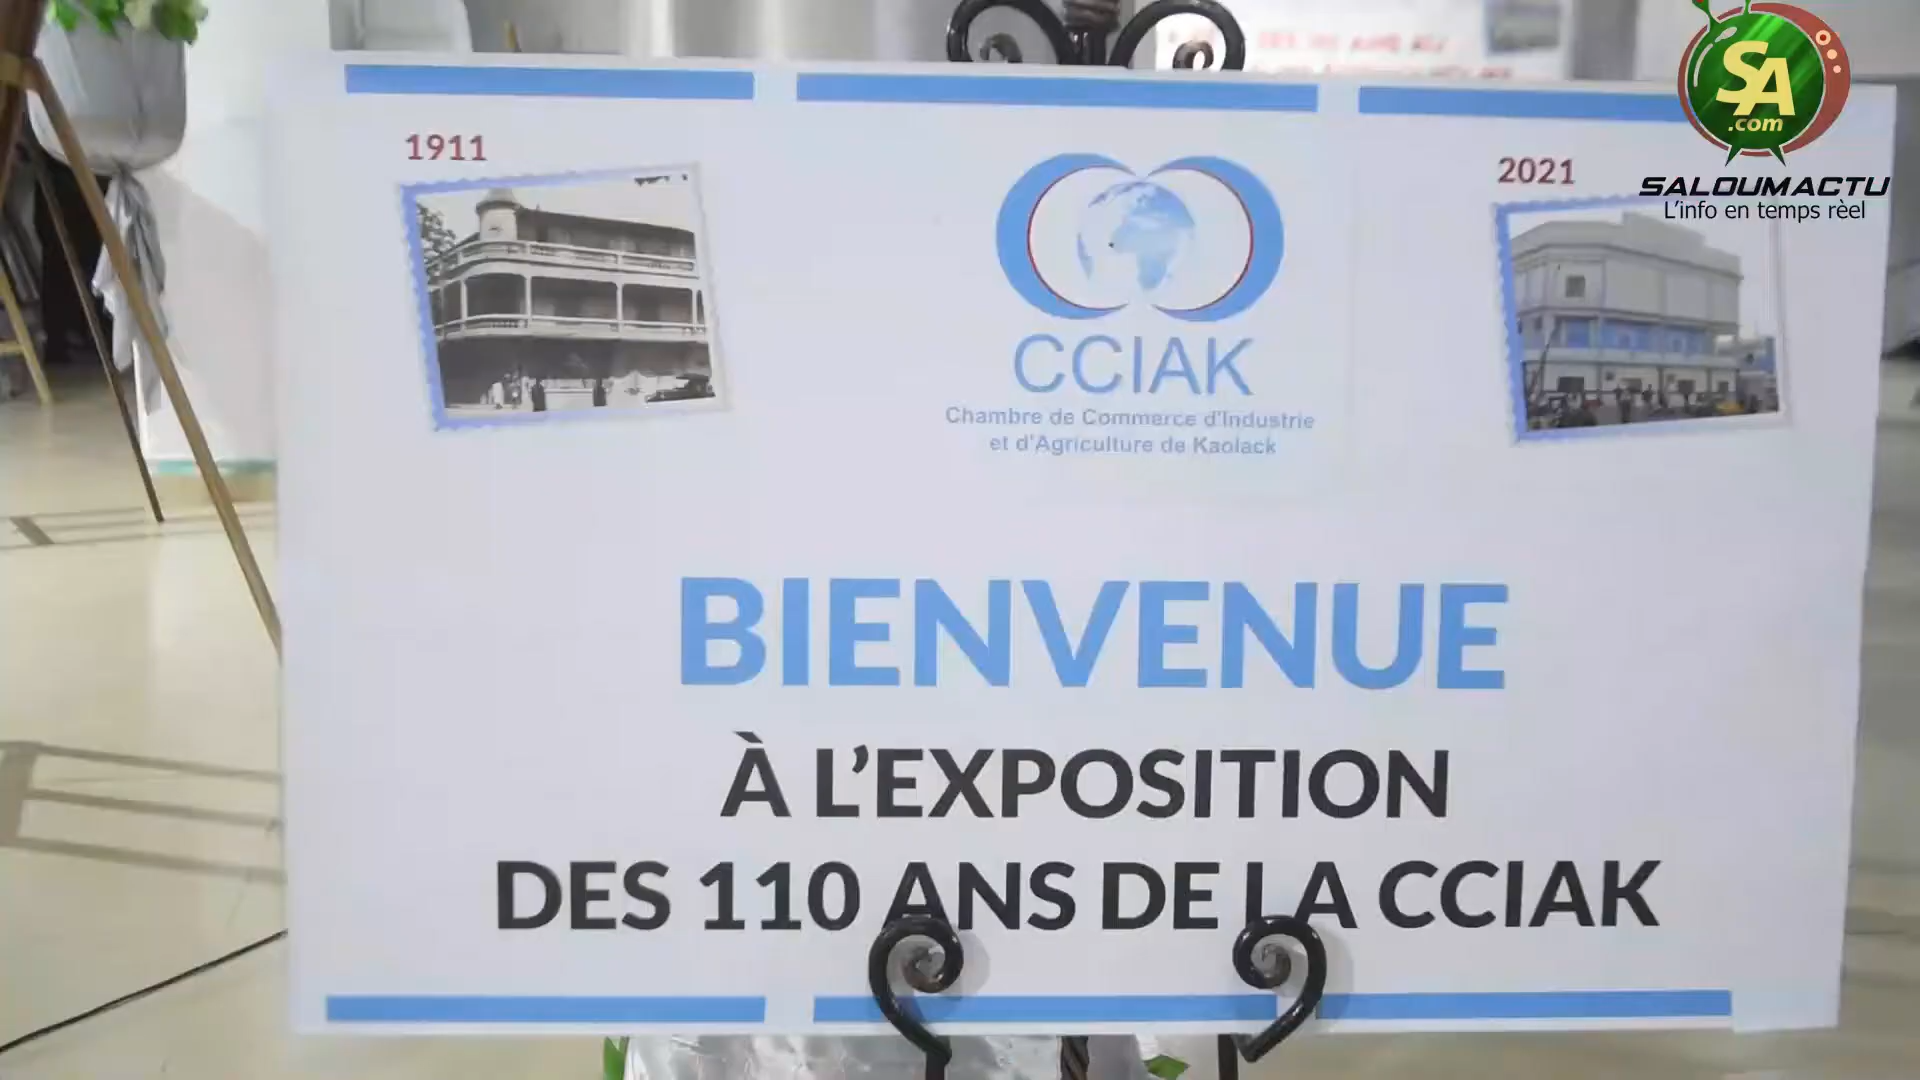 1911
2021
CCIAK
Chambre de Commerce d'Industrie
et d'Agriculture de Kaolack
BIENVENUE
À L'EXPOSITION
DES 110 ANS DE LA CCIAK
SA
.com
SALOUMACTU
L'info en temps rèel